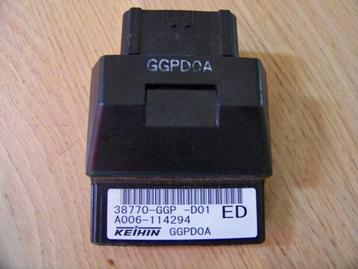 GGPD0A
38770-GGP -D01 ED
A006-114294
KEIHIN GGPD0A